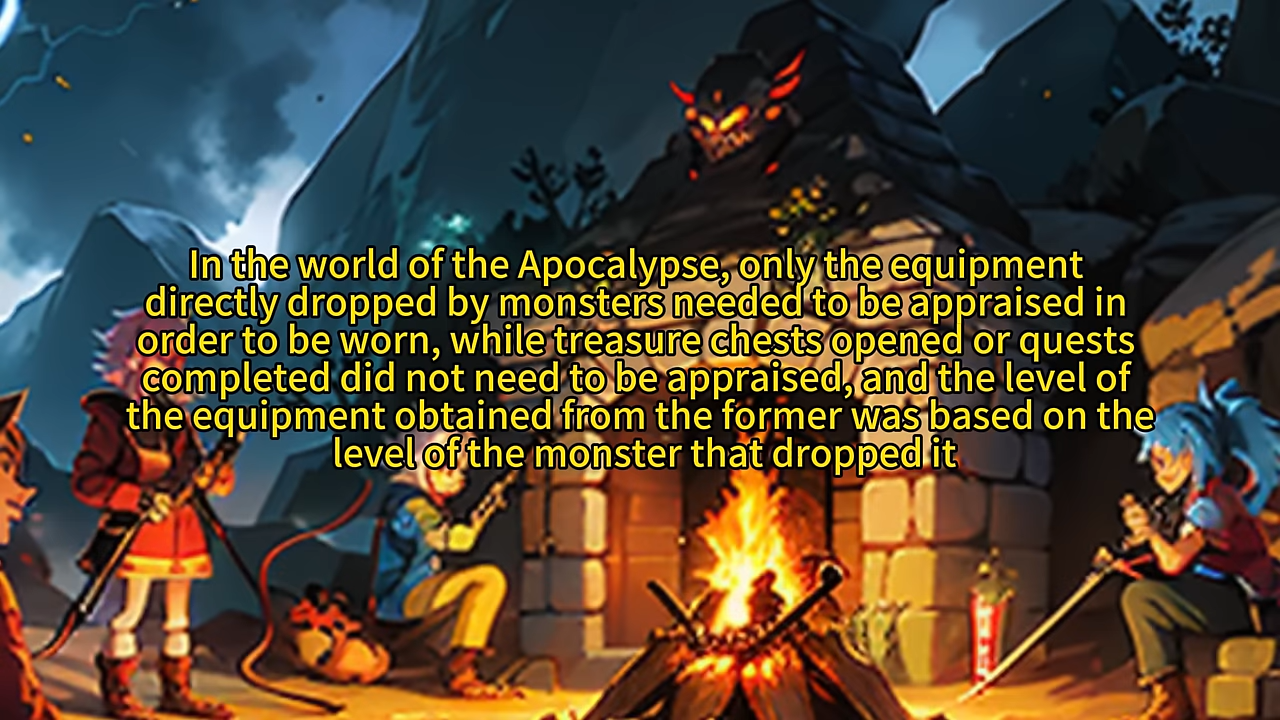 In the world of the Apocalypse, only the equipment
directly dropped by monsters needed to be appraised in
order to be worn, while treasure chests opened or quests
completed did not need to be appraised, and the level of
the equipment obtained from the former was based on the
level of the monster that dropped it